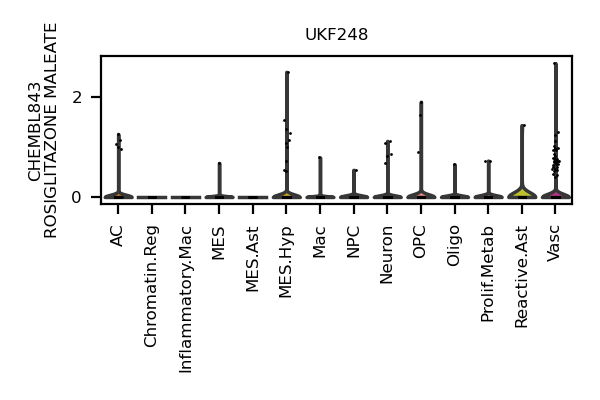 UKF248
CHEMBL843
ROSIGLITAZONE MALEATE
2
0
AC
Chromatin.Reg
Inflammatory.Mac
MES
MES.Ast
MES.Hyp
Mac
NPC
Neuron
OPC
Oligo
Prolif.Metab
Reactive.Ast
Vasc